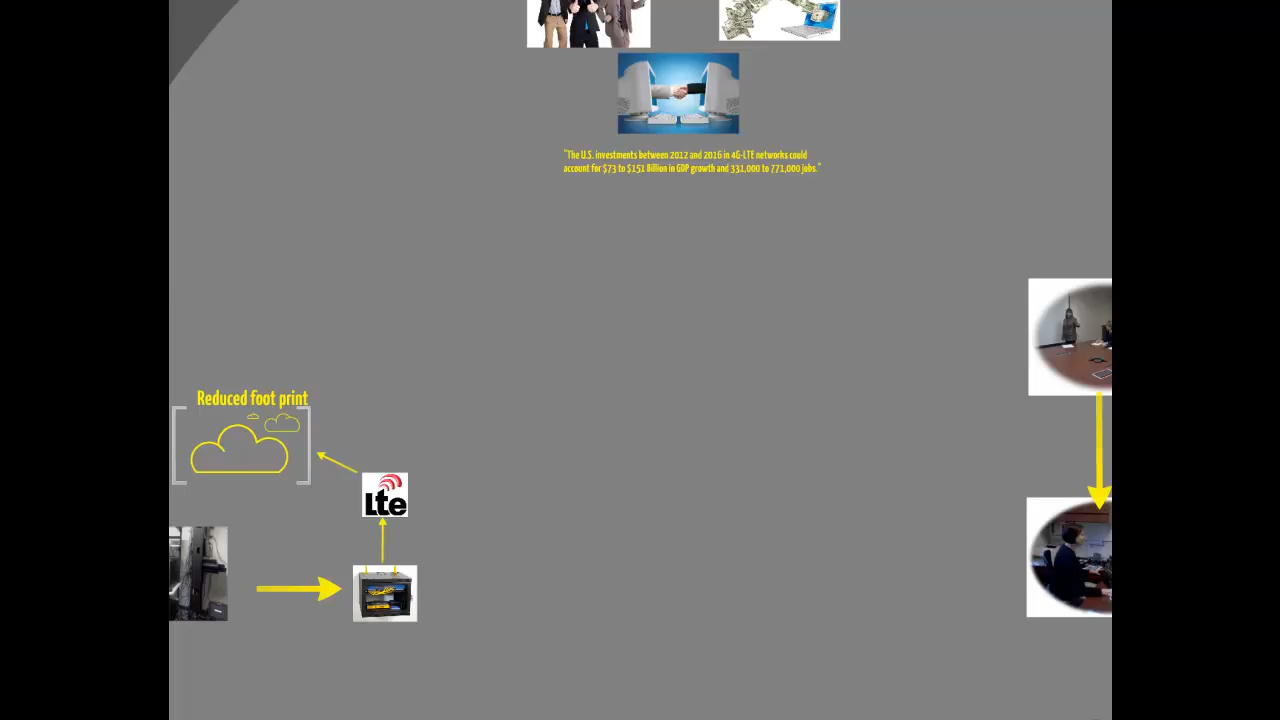 "The U.S. investments between 2012 and 2016 in 4G-LTE networks could
account for $73 to $151 Billion in GDP growth and 331,000 to 771,000 jobs."
Reduced foot print
Lte